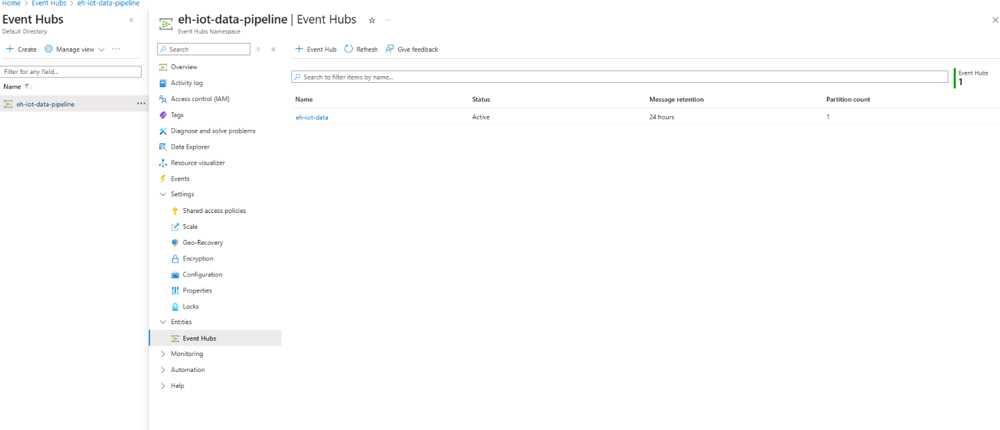 Home > Event Hubs > eh-iot-data-pipeline
Event Hubs
Default Directory
Create Manage view ...
Filter for any field...
Name
eh-iot-data-pipeline ...
eh-iot-data-pipeline | Event Hubs ...
Event Hubs Namespace
Search
Overview
Activity log
Access control (IAM)
Tags
Diagnose and solve problems
Data Explorer
Resource visualizer
Events
Settings
Shared access policies
Scale
Geo-Recovery
Encryption
Configuration
Properties
Locks
Entities
Event Hubs
Monitoring
Automation
Help
Event Hub Refresh Give feedback
Search to filter items by name...
Event Hubs
1
Name Status Message retention Partition count
eh-iot-data Active 24 hours 1